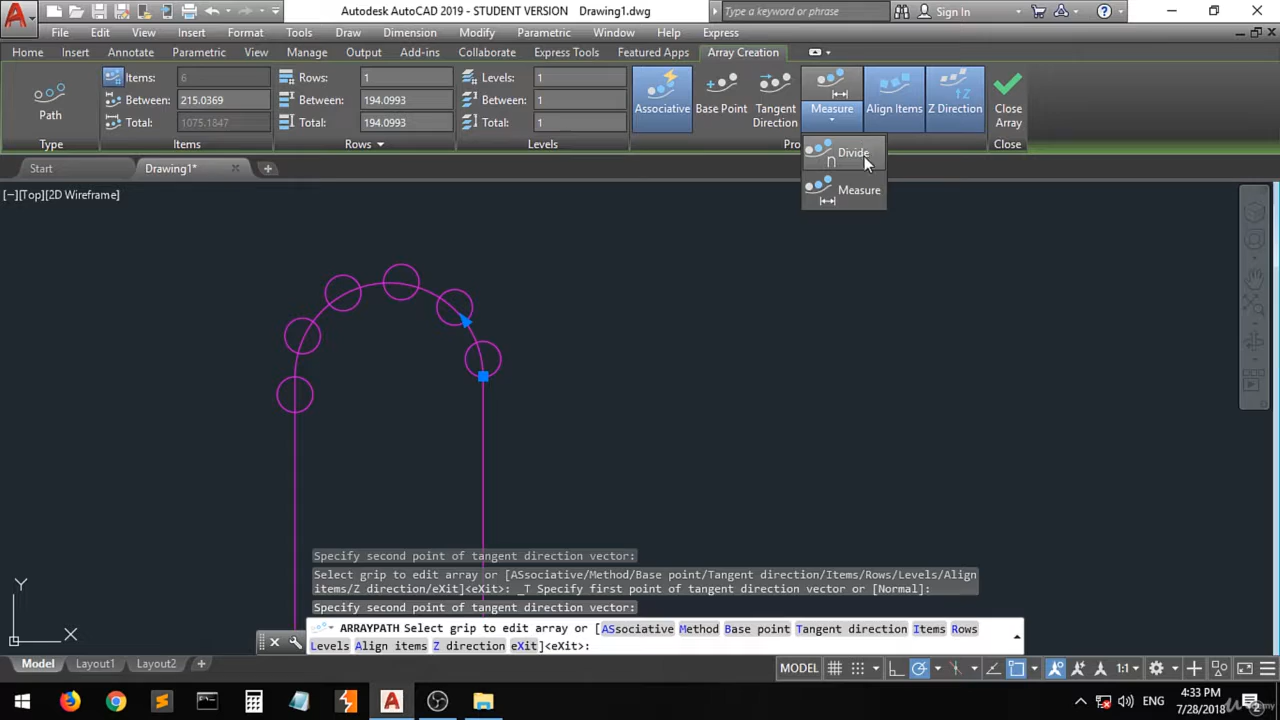 Autodesk AutoCAD 2019 - STUDENT VERSION Drawing1.dwg
Type a keyword or phrase
Sign In
File Edit View Insert Format Tools Draw Dimension Modify Parametric Window Help Express
Home Insert Annotate Parametric View Manage Output Add-ins Collaborate Express Tools Featured Apps Array Creation
Items: 6 Rows: 1 Levels: 1
Between: 215.0369 Between: 194.0993 Between: 1
Total: 1075.1847 Total: 194.0993 Total: 1
Path
Associative Base Point Tangent Direction Measure Align Items Z Direction Close Array
Type Items Rows Levels Pro Close
Divide
Measure
Start Drawing1*
[−][Top][2D Wireframe]
Specify second point of tangent direction vector:
Select grip to edit array or [ASsociative/Method/Base point/Tangent direction/Items/Rows/Levels/Align
items/Z direction/eXit]<eXit>: _T Specify first point of tangent direction vector or [Normal]:
Specify second point of tangent direction vector:
ARRAYPATH Select grip to edit array or [ASsociative Method Base point Tangent direction Items Rows
Levels Align items Z direction eXit]<eXit>:
Y
X
Model Layout1 Layout2
MODEL 1:1
ENG
4:33 PM
7/28/2018
2